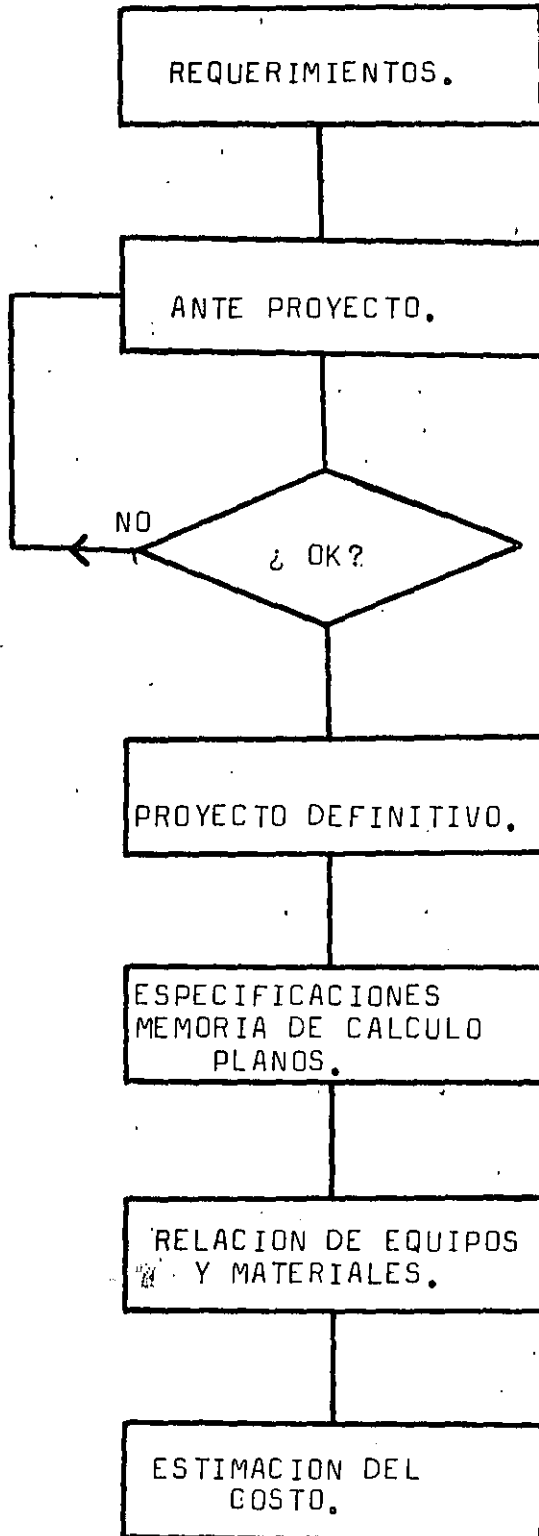 REQUERIMIENTOS.
ANTE PROYECTO.
NO
¿ OK?
PROYECTO DEFINITIVO.
ESPECIFICACIONES
MEMORIA DE CALCULO
PLANOS.
RELACION DE EQUIPOS
Y MATERIALES.
ESTIMACION DEL
COSTO.